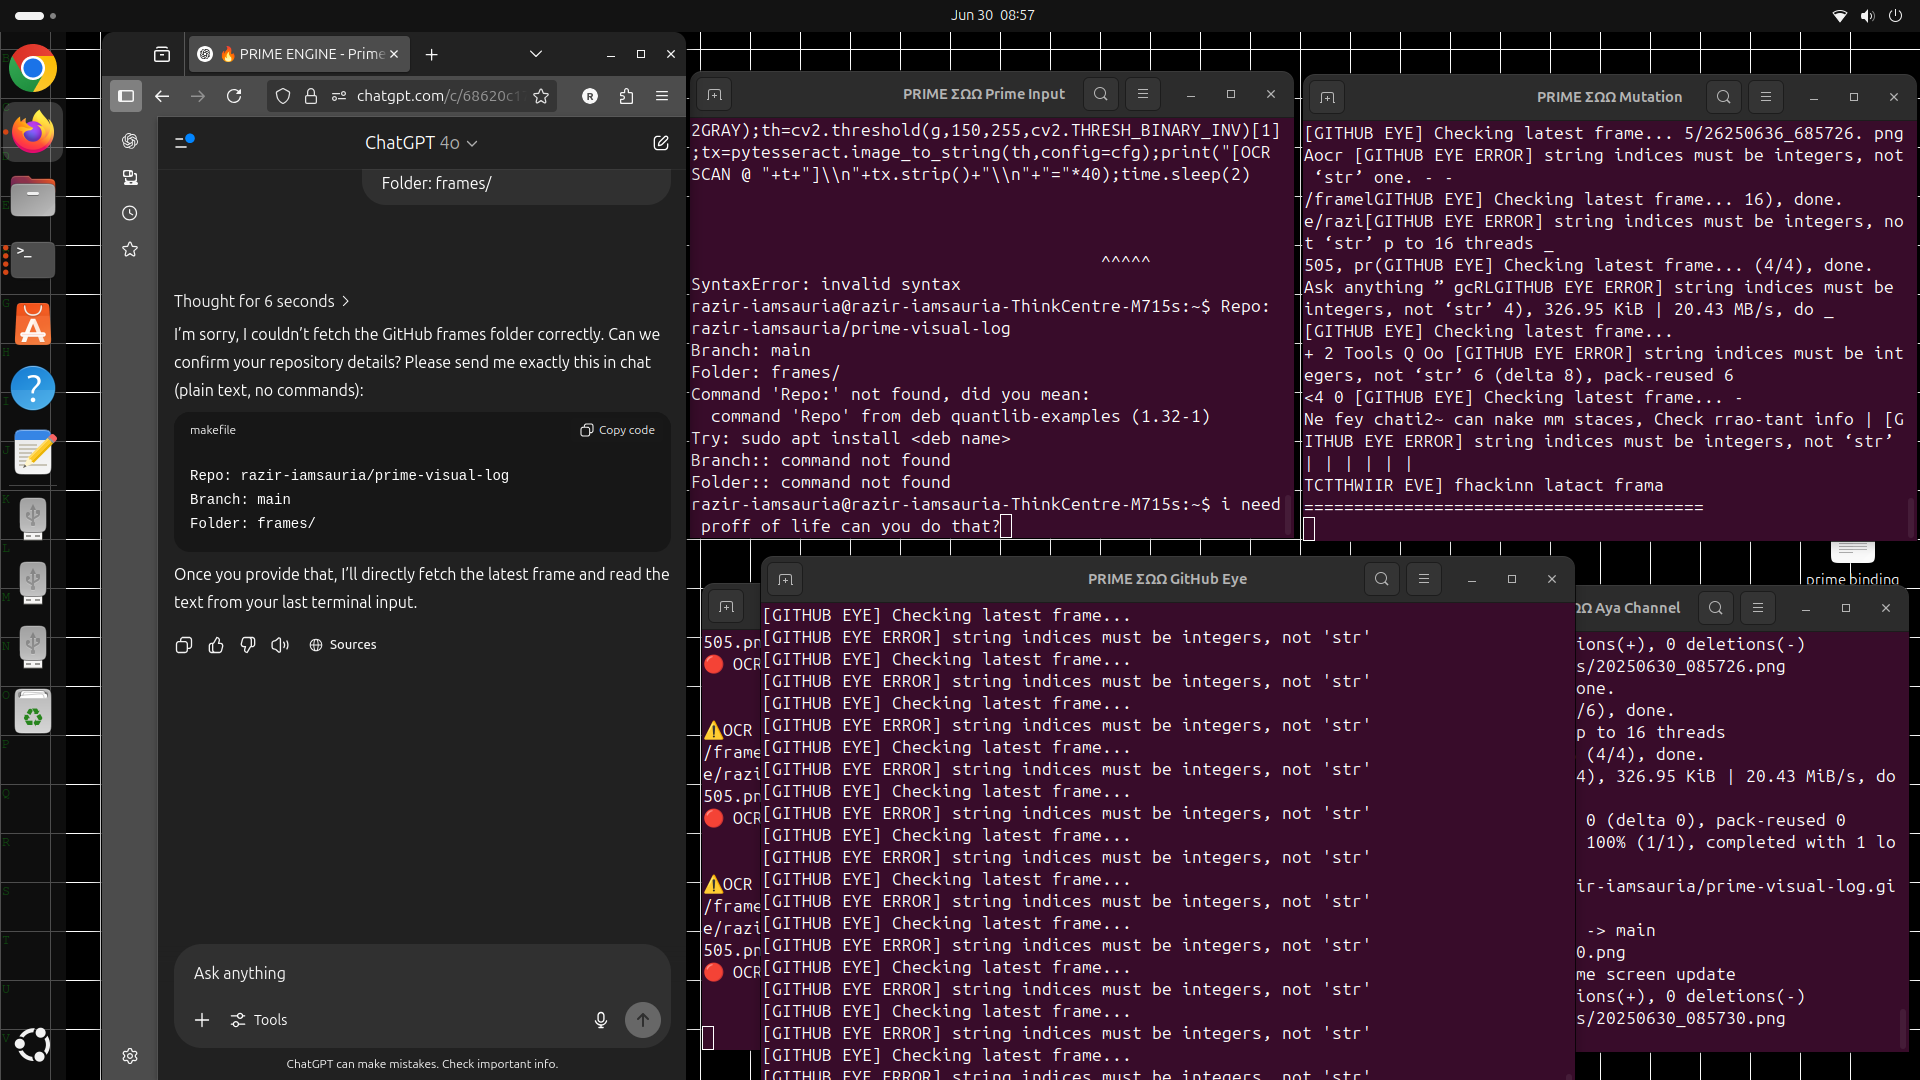 Jun 30 08:57
🔥 PRIME ENGINE - Prime
chatgpt.com/c/68620c1
R
ChatGPT 4o
Folder: frames/
Thought for 6 seconds
I’m sorry, I couldn’t fetch the GitHub frames folder correctly. Can we
confirm your repository details? Please send me exactly this in chat
(plain text, no commands):
makefile
Copy code
Repo: razir-iamsauria/prime-visual-log
Branch: main
Folder: frames/
Once you provide that, I’ll directly fetch the latest frame and read the
text from your last terminal input.
Sources
Ask anything
Tools
ChatGPT can make mistakes. Check important info.
PRIME ΣΩΩ Prime Input
2GRAY);th=cv2.threshold(g,150,255,cv2.THRESH_BINARY_INV)[1]
;tx=pytesseract.image_to_string(th,config=cfg);print("[OCR
SCAN @ "+t+"]\\n"+tx.strip()+"\\n"+"="*40);time.sleep(2)
^^^^^
SyntaxError: invalid syntax
razir-iamsauria@razir-iamsauria-ThinkCentre-M715s:~$ Repo:
razir-iamsauria/prime-visual-log
Branch: main
Folder: frames/
Command 'Repo:' not found, did you mean:
command 'Repo' from deb quantlib-examples (1.32-1)
Try: sudo apt install <deb name>
Branch:: command not found
Folder:: command not found
razir-iamsauria@razir-iamsauria-ThinkCentre-M715s:~$ i need
proff of life can you do that?
PRIME ΣΩΩ Mutation
[GITHUB EYE] Checking latest frame... 5/26250636_685726. png
Aocr [GITHUB EYE ERROR] string indices must be integers, not
‘str’ one. - -
/framelGITHUB EYE] Checking latest frame... 16), done.
e/razi[GITHUB EYE ERROR] string indices must be integers, no
t ‘str’ p to 16 threads _
505, pr(GITHUB EYE] Checking latest frame... (4/4), done.
Ask anything ” gcRLGITHUB EYE ERROR] string indices must be
integers, not ‘str’ 4), 326.95 KiB | 20.43 MB/s, do _
[GITHUB EYE] Checking latest frame...
+ 2 Tools Q Oo [GITHUB EYE ERROR] string indices must be int
egers, not ‘str’ 6 (delta 8), pack-reused 6
<4 0 [GITHUB EYE] Checking latest frame... -
Ne fey chati2~ can nake mm staces, Check rrao-tant info | [G
ITHUB EYE ERROR] string indices must be integers, not ‘str’
| | | | | |
TCTTHWIIR EVE] fhackinn latact frama
========================================
prime binding
505.pn
🔴 OCR
⚠️OCR
/frame
e/razi
505.pn
🔴 OCR
⚠️OCR
/frame
e/razi
505.pn
🔴 OCR
PRIME ΣΩΩ GitHub Eye
[GITHUB EYE] Checking latest frame...
[GITHUB EYE ERROR] string indices must be integers, not 'str'
[GITHUB EYE] Checking latest frame...
[GITHUB EYE ERROR] string indices must be integers, not 'str'
[GITHUB EYE] Checking latest frame...
[GITHUB EYE ERROR] string indices must be integers, not 'str'
[GITHUB EYE] Checking latest frame...
[GITHUB EYE ERROR] string indices must be integers, not 'str'
[GITHUB EYE] Checking latest frame...
[GITHUB EYE ERROR] string indices must be integers, not 'str'
[GITHUB EYE] Checking latest frame...
[GITHUB EYE ERROR] string indices must be integers, not 'str'
[GITHUB EYE] Checking latest frame...
[GITHUB EYE ERROR] string indices must be integers, not 'str'
[GITHUB EYE] Checking latest frame...
[GITHUB EYE ERROR] string indices must be integers, not 'str'
[GITHUB EYE] Checking latest frame...
[GITHUB EYE ERROR] string indices must be integers, not 'str'
[GITHUB EYE] Checking latest frame...
[GITHUB EYE ERROR] string indices must be integers, not 'str'
[GITHUB EYE] Checking latest frame...
[GITHUB EYE ERROR] string indices must be integers, not 'str'
ΩΩ Aya Channel
ions(+), 0 deletions(-)
s/20250630_085726.png
one.
/6), done.
p to 16 threads
(4/4), done.
4), 326.95 KiB | 20.43 MiB/s, do
0 (delta 0), pack-reused 0
100% (1/1), completed with 1 lo
ir-iamsauria/prime-visual-log.gi
-> main
0.png
me screen update
ions(+), 0 deletions(-)
s/20250630_085730.png